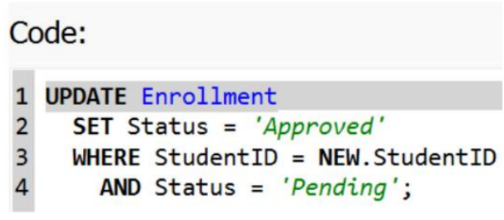 Code:
1 UPDATE Enrollment
2 SET Status = 'Approved'
3 WHERE StudentID = NEW.StudentID
4 AND Status = 'Pending';